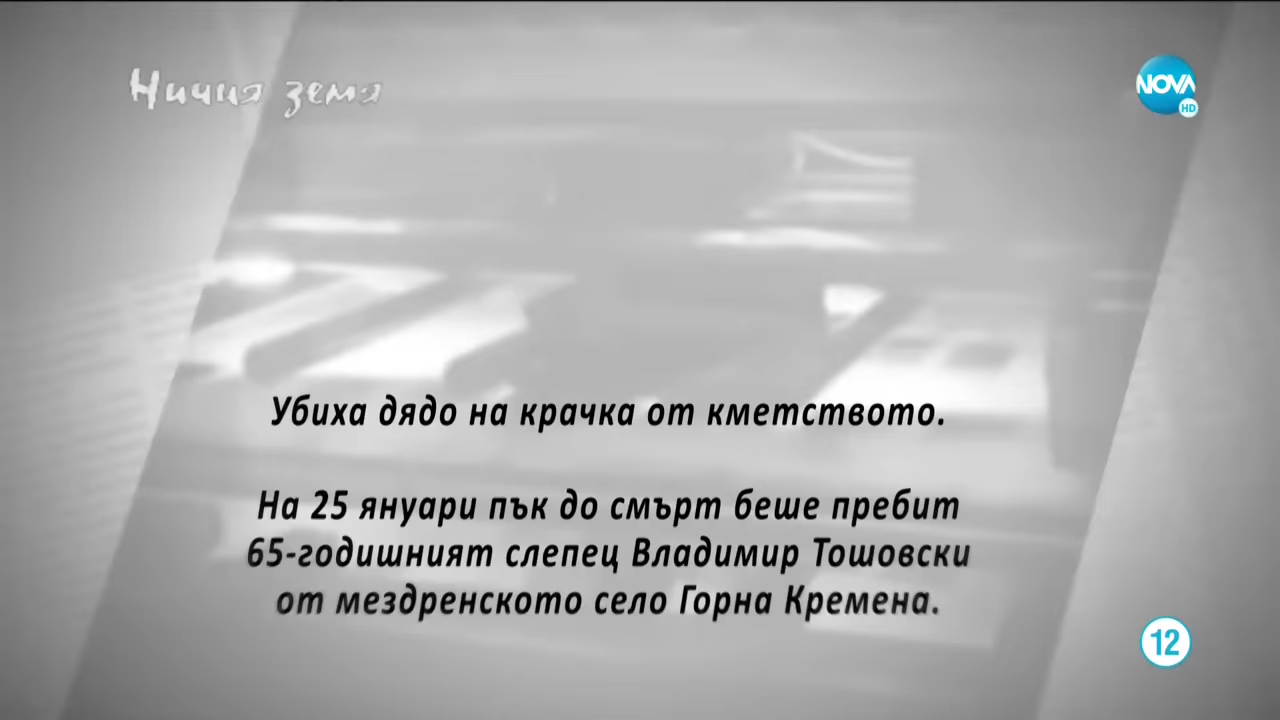 Ничия земя
NOVA
HD
Убиха дядо на крачка от кметството.
На 25 януари пък до смърт беше пребит
65-годишният слепец Владимир Тошовски
от мездренското село Горна Кремена.
12